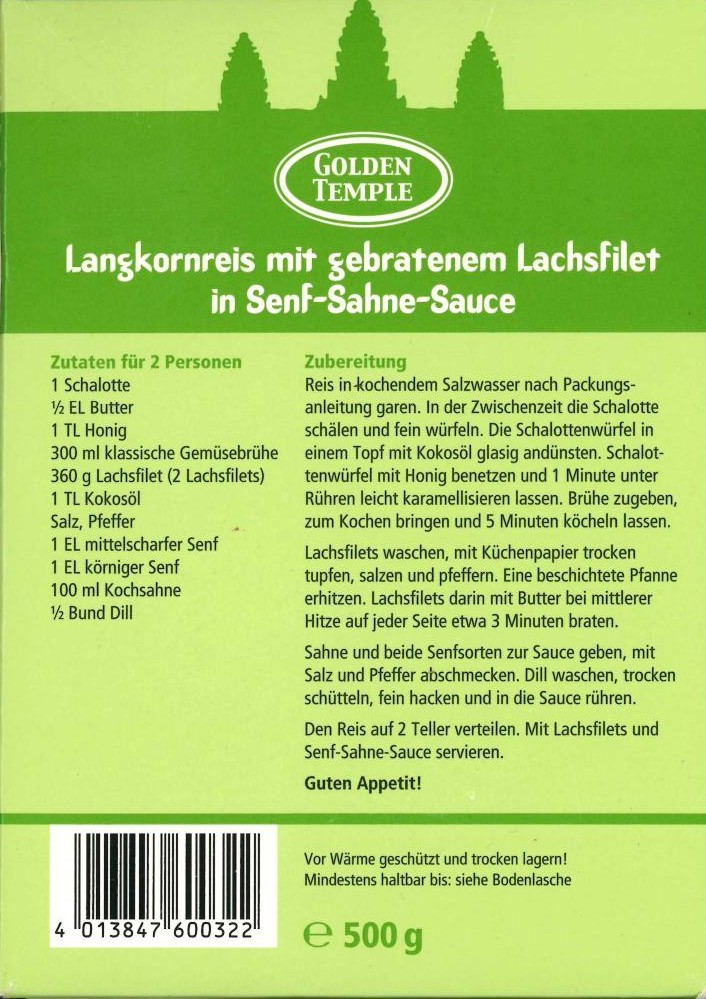 GOLDEN
TEMPLE
Langkornreis mit gebratenem Lachsfilet
in Senf-Sahne-Sauce
Zutaten für 2 Personen
1 Schalotte
½ EL Butter
1 TL Honig
300 ml klassische Gemüsebrühe
360 g Lachsfilet (2 Lachsfilets)
1 TL Kokosöl
Salz, Pfeffer
1 EL mittelscharfer Senf
1 EL körniger Senf
100 ml Kochsahne
½ Bund Dill
Zubereitung
Reis in kochendem Salzwasser nach Packungs-
anleitung garen. In der Zwischenzeit die Schalotte
schälen und fein würfeln. Die Schalottenwürfel in
einem Topf mit Kokosöl glasig andünsten. Schalot-
tenwürfel mit Honig benetzen und 1 Minute unter
Rühren leicht karamellisieren lassen. Brühe zugeben,
zum Kochen bringen und 5 Minuten köcheln lassen.
Lachsfilets waschen, mit Küchenpapier trocken
tupfen, salzen und pfeffern. Eine beschichtete Pfanne
erhitzen. Lachsfilets darin mit Butter bei mittlerer
Hitze auf jeder Seite etwa 3 Minuten braten.
Sahne und beide Senfsorten zur Sauce geben, mit
Salz und Pfeffer abschmecken. Dill waschen, trocken
schütteln, fein hacken und in die Sauce rühren.
Den Reis auf 2 Teller verteilen. Mit Lachsfilets und
Senf-Sahne-Sauce servieren.
Guten Appetit!
4 013847 600322
Vor Wärme geschützt und trocken lagern!
Mindestens haltbar bis: siehe Bodenlasche
℮ 500 g